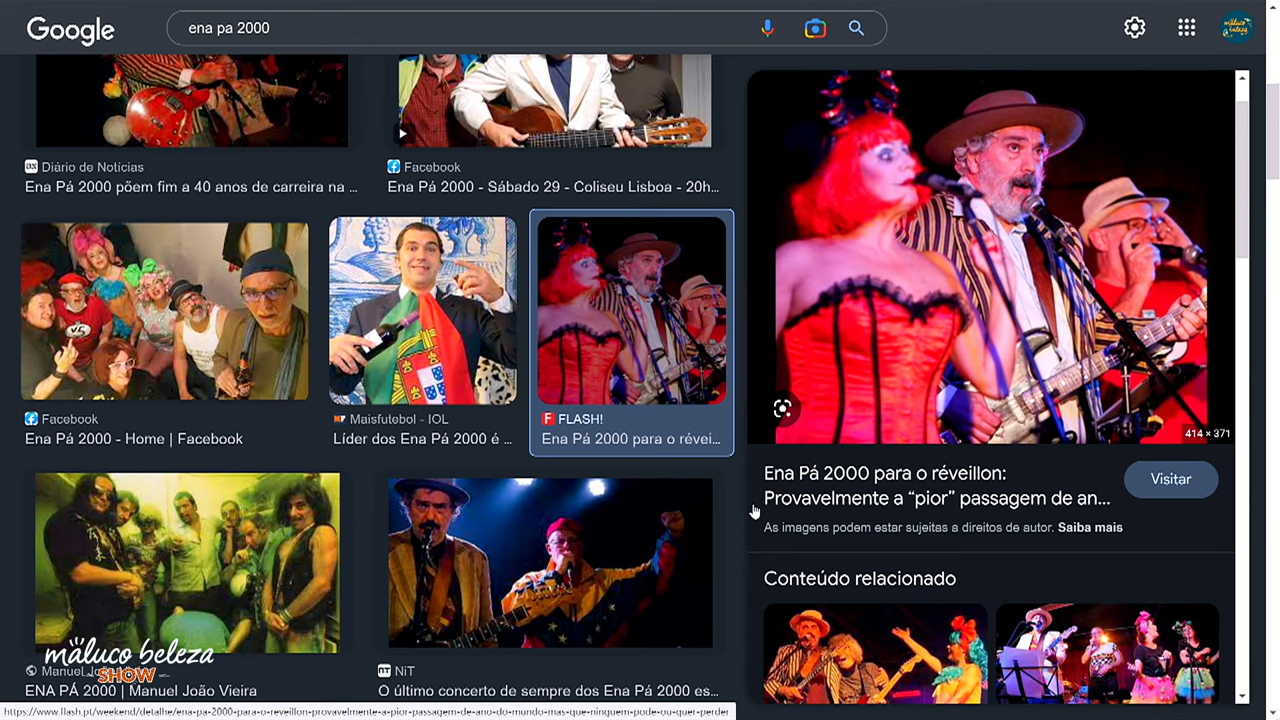 Google
ena pa 2000
Diário de Notícias
Ena Pá 2000 põem fim a 40 anos de carreira na ...
Facebook
Ena Pá 2000 - Sábado 29 - Coliseu Lisboa - 20h...
Facebook
Ena Pá 2000 - Home | Facebook
Maisfutebol - IOL
Líder dos Ena Pá 2000 é ...
FLASH!
Ena Pá 2000 para o révei...
414 × 371
Ena Pá 2000 para o réveillon:
Provavelmente a “pior” passagem de an...
Visitar
As imagens podem estar sujeitas a direitos de autor. Saiba mais
Conteúdo relacionado
maluco beleza
SHOW
ENA PÁ 2000 | Manuel João Vieira
NiT
O último concerto de sempre dos Ena Pá 2000 es...
https://www.flash.pt/weekend/detalhe/ena-pa-2000-para-o-reveillon-provavelmente-a-pior-passagem-de-ano-do-mundo-mas-que-ninguem-pode-ou-quer-perder